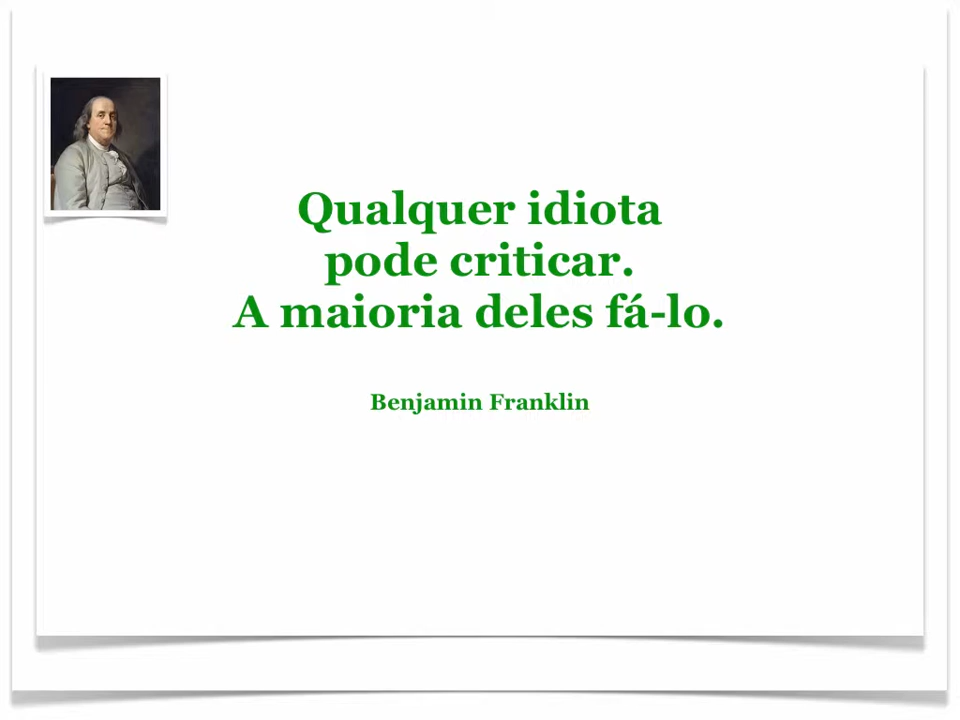 Qualquer idiota
pode criticar.
A maioria deles fá-lo.
Benjamin Franklin